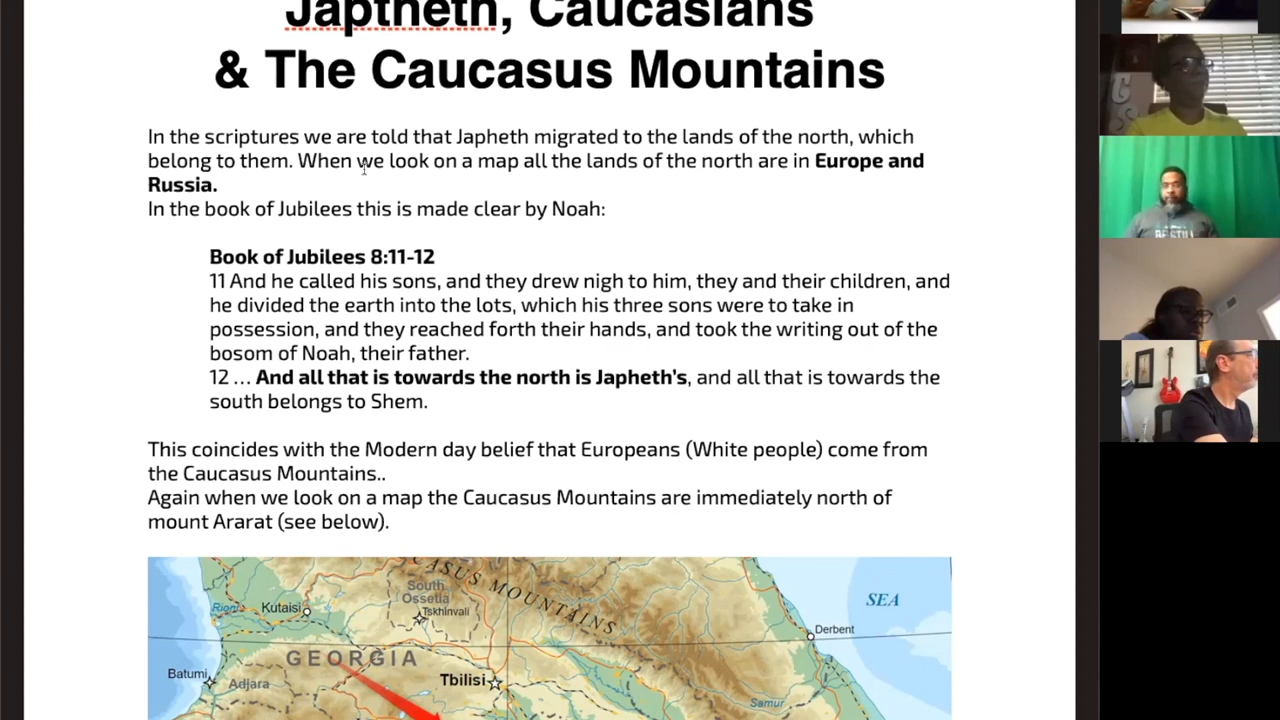 Japtheth, Caucasians
& The Caucasus Mountains
In the scriptures we are told that Japheth migrated to the lands of the north, which
belong to them. When we look on a map all the lands of the north are in Europe and
Russia.
In the book of Jubilees this is made clear by Noah:
Book of Jubilees 8:11-12
11 And he called his sons, and they drew nigh to him, they and their children, and
he divided the earth into the lots, which his three sons were to take in
possession, and they reached forth their hands, and took the writing out of the
bosom of Noah, their father.
12 … And all that is towards the north is Japheth's, and all that is towards the
south belongs to Shem.
This coincides with the Modern day belief that Europeans (White people) come from
the Caucasus Mountains..
Again when we look on a map the Caucasus Mountains are immediately north of
mount Ararat (see below).
CASUS MOUNTAINS
South
Ossetia
Tskhinvali
Rioni
Kutaisi
SEA
Derbent
GEORGIA
Batumi
Adjara
Tbilisi
Samur
BE STILL